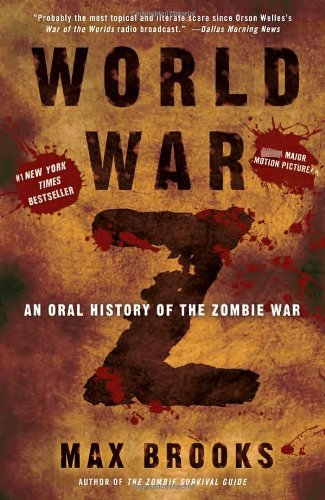 "Probably the most topical and literate scare since Orson Welles's
War of the Worlds radio broadcast." —Dallas Morning News
WORLD
WAR
#1 NEW YORK
TIMES
BESTSELLER
MAJOR
MOTION PICTURE!
Z
AN ORAL HISTORY OF THE ZOMBIE WAR
MAX BROOKS
AUTHOR OF THE ZOMBIE SURVIVAL GUIDE